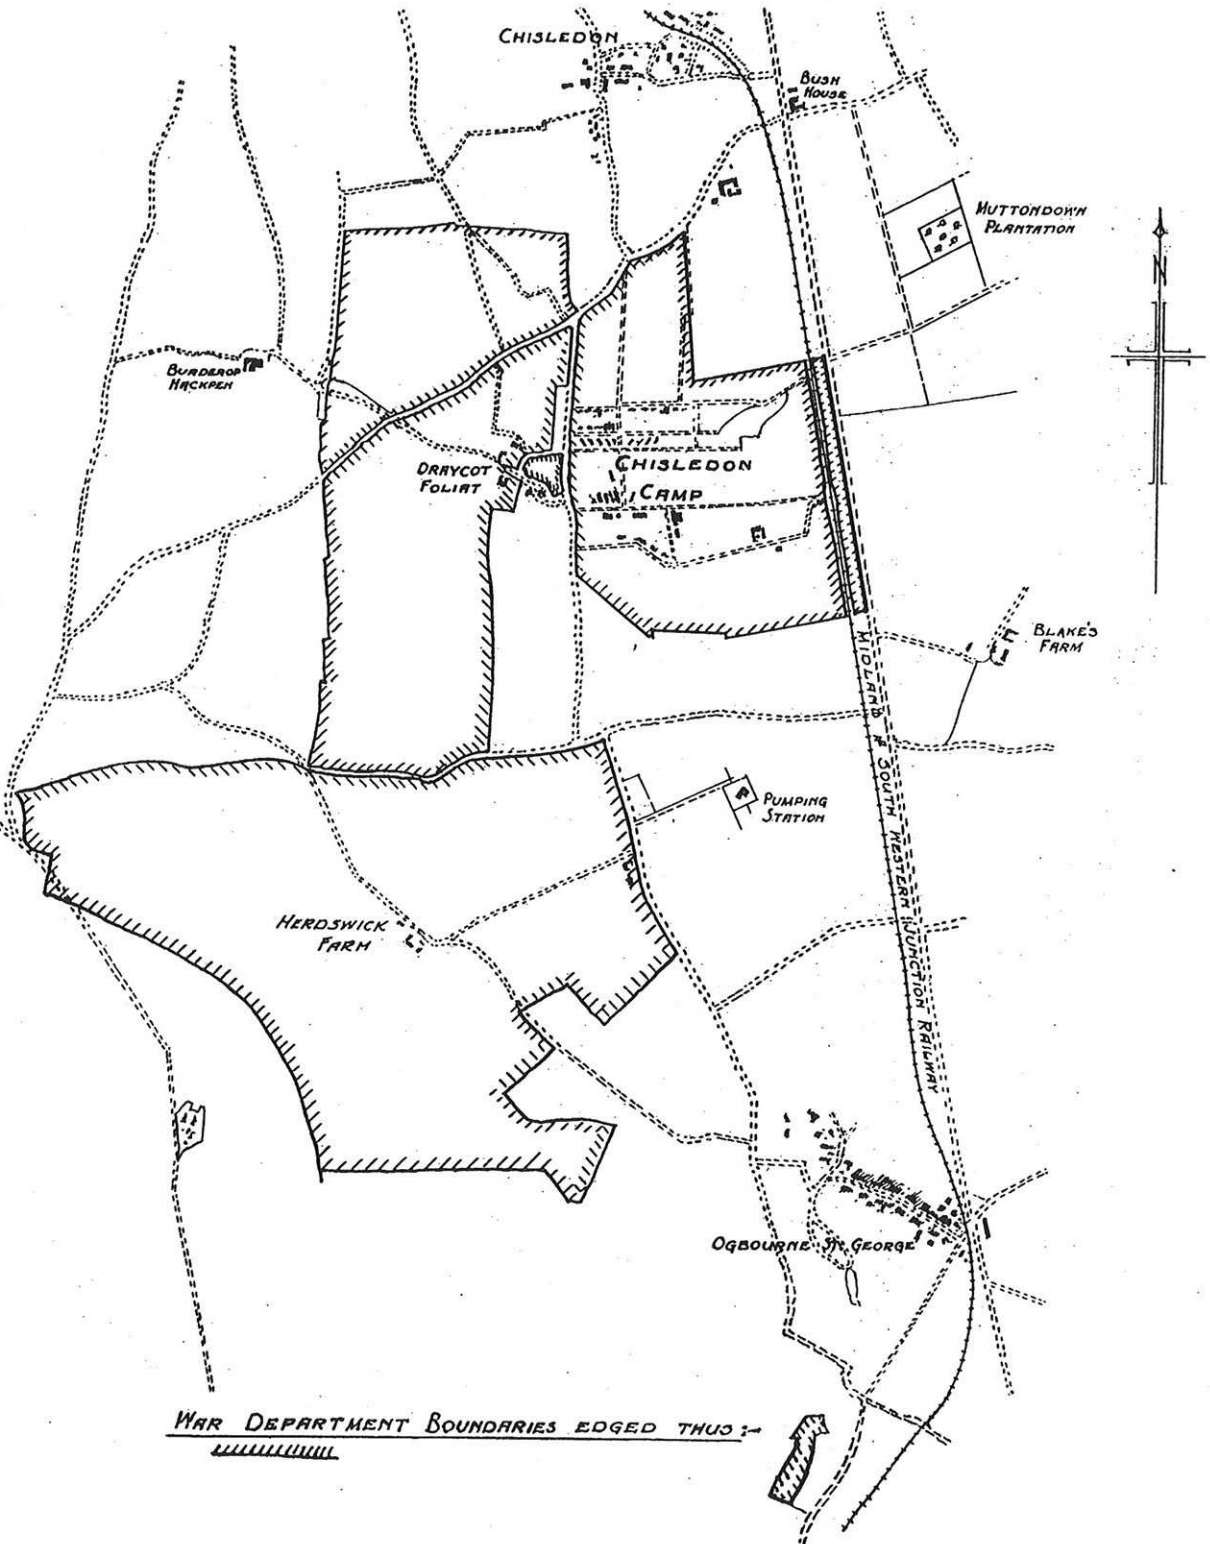 CHISLEDON
BUSH
HOUSE
MUTTONDOWN
PLANTATION
N
BURDEROP
HACKPEN
DRAYCOT
FOLIAT
CHISLEDON
CAMP
BLAKE'S
FARM
MIDLAND & SOUTH WESTERN JUNCTION RAILWAY
PUMPING
STATION
HERDSWICK
FARM
OGBOURNE ST. GEORGE
WAR DEPARTMENT BOUNDARIES EDGED THUS:-